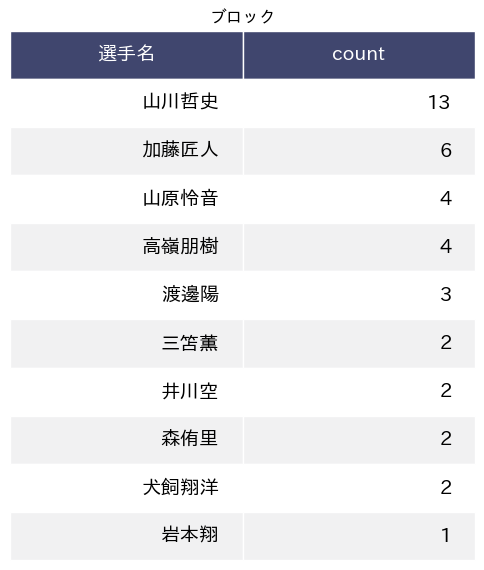 ブロック
選手名 count
山川哲史 13
加藤匠人 6
山原怜音 4
高嶺朋樹 4
渡邊陽 3
三笘薫 2
井川空 2
森侑里 2
犬飼翔洋 2
岩本翔 1